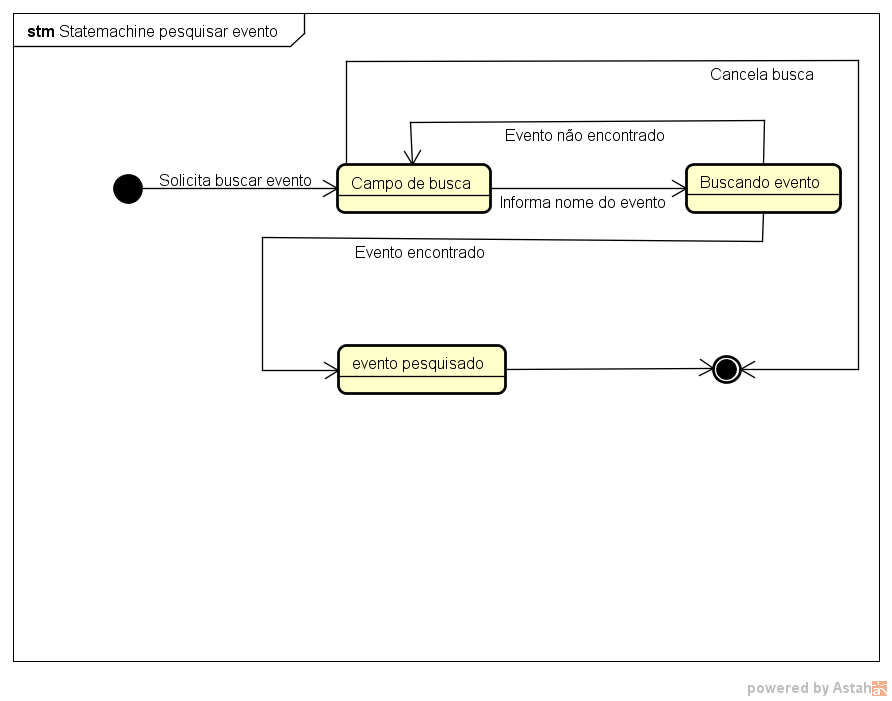 stm Statemachine pesquisar evento
Cancela busca
Evento não encontrado
Solicita buscar evento
Campo de busca
Buscando evento
Informa nome do evento
Evento encontrado
evento pesquisado
powered by Astah